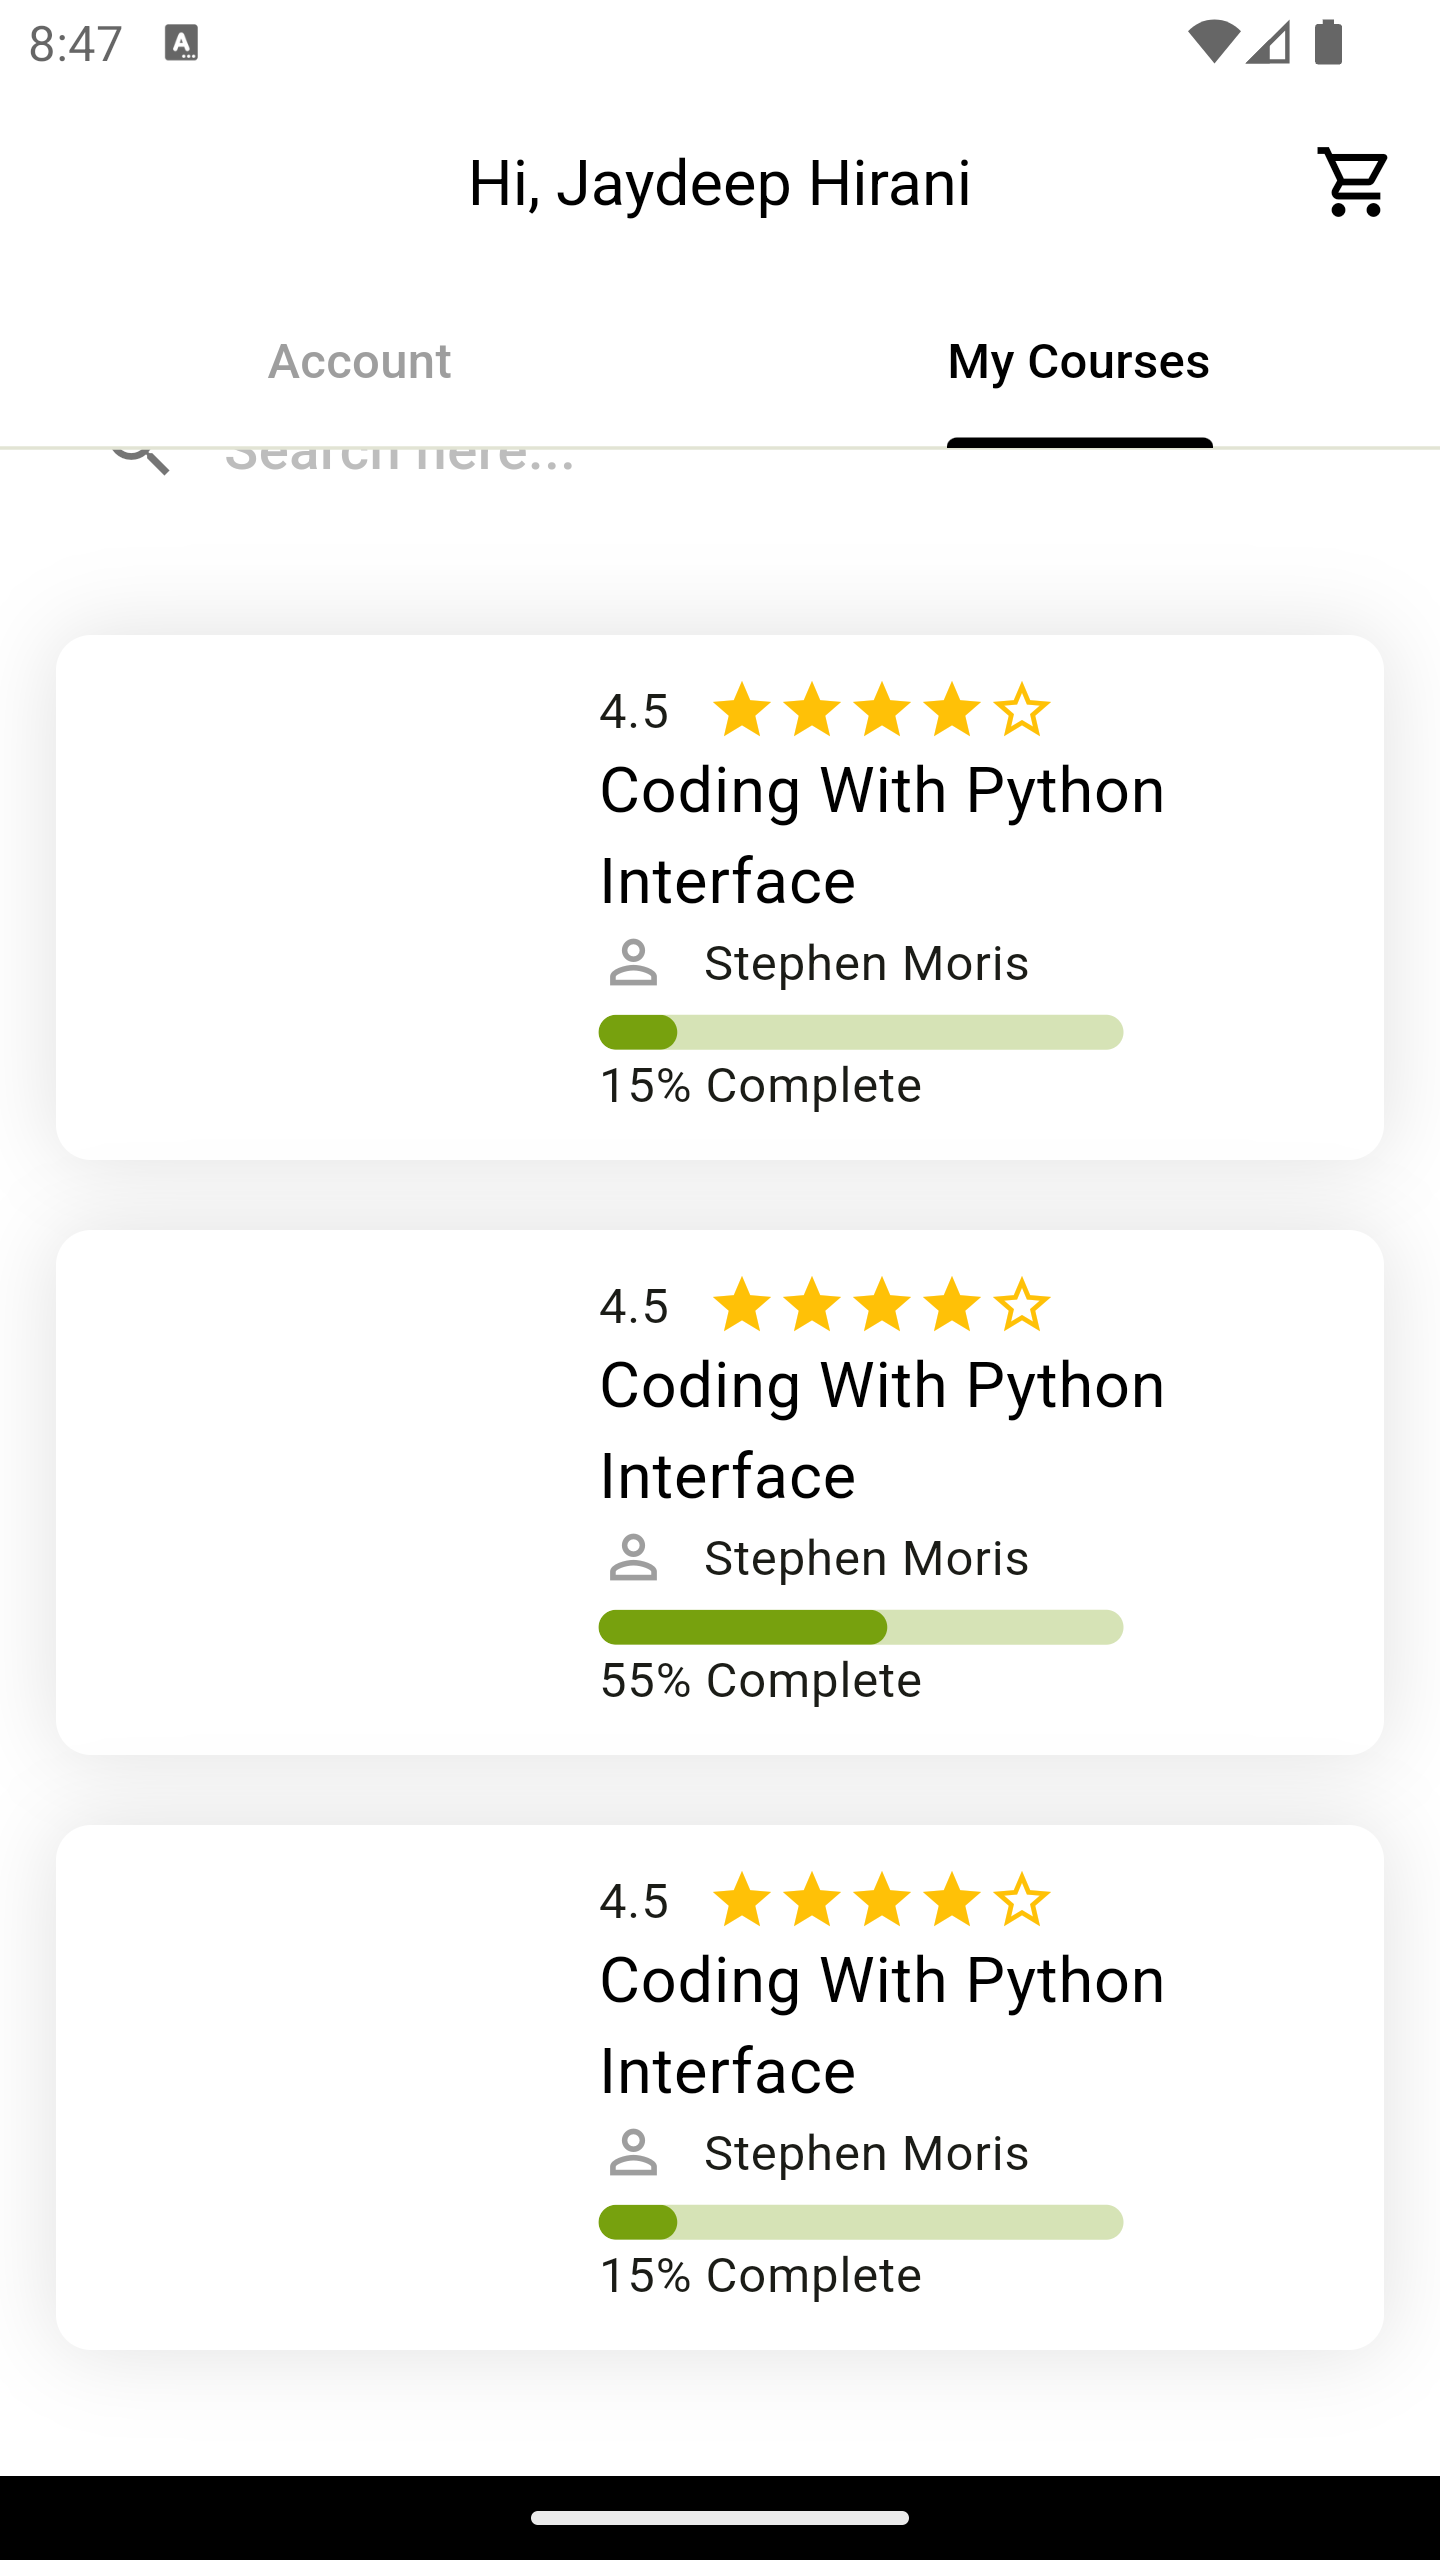 8:47
Hi, Jaydeep Hirani
Account
My Courses
Search here...
4.5
Coding With Python
Interface
Stephen Moris
15% Complete
4.5
Coding With Python
Interface
Stephen Moris
55% Complete
4.5
Coding With Python
Interface
Stephen Moris
15% Complete